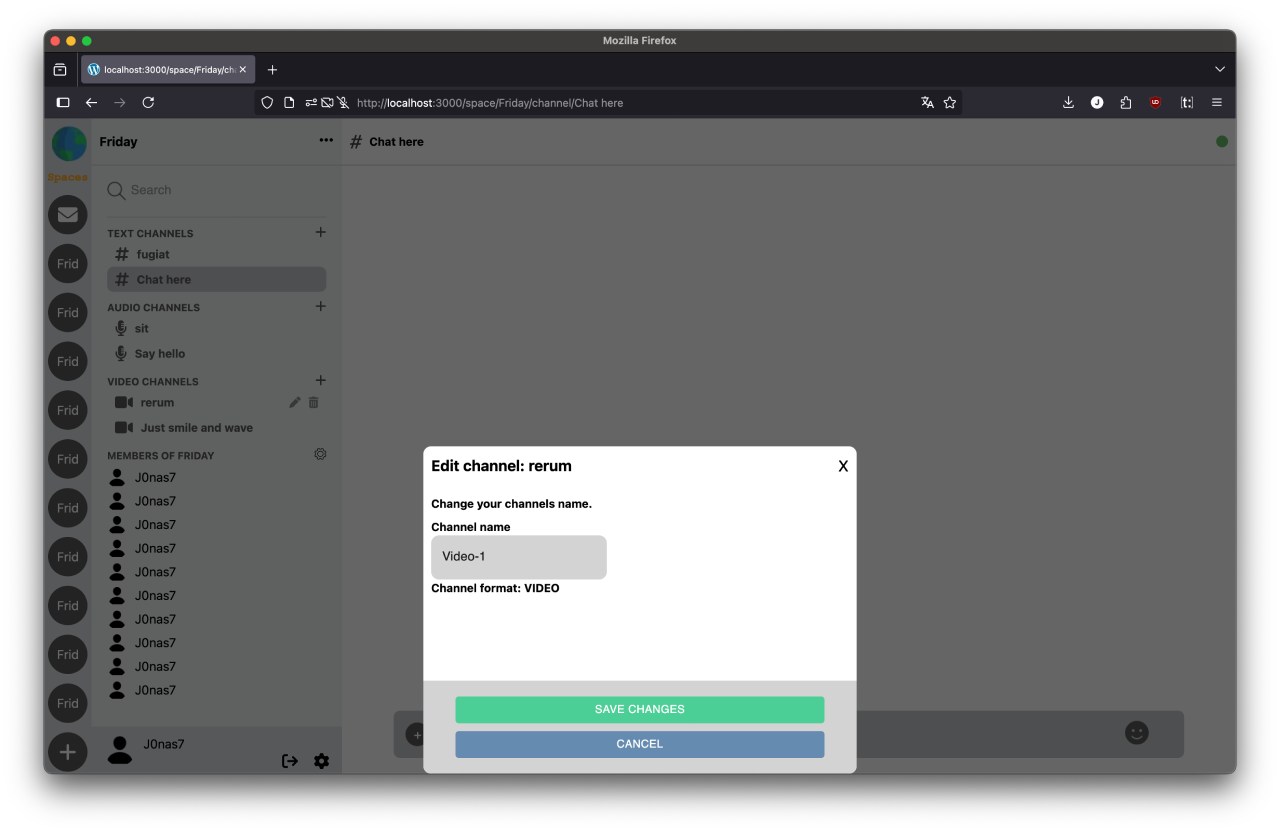 Mozilla Firefox
localhost:3000/space/Friday/ch
http://localhost:3000/space/Friday/channel/Chat here
Friday
# Chat here
Spaces
Search
TEXT CHANNELS
# fugiat
# Chat here
AUDIO CHANNELS
sit
Say hello
VIDEO CHANNELS
rerum
Just smile and wave
MEMBERS OF FRIDAY
J0nas7
J0nas7
J0nas7
J0nas7
J0nas7
J0nas7
J0nas7
J0nas7
J0nas7
J0nas7
Frid
Frid
Frid
Frid
Frid
Frid
Frid
Frid
Frid
Frid
J0nas7
Edit channel: rerum
X
Change your channels name.
Channel name
Video-1
Channel format: VIDEO
SAVE CHANGES
CANCEL